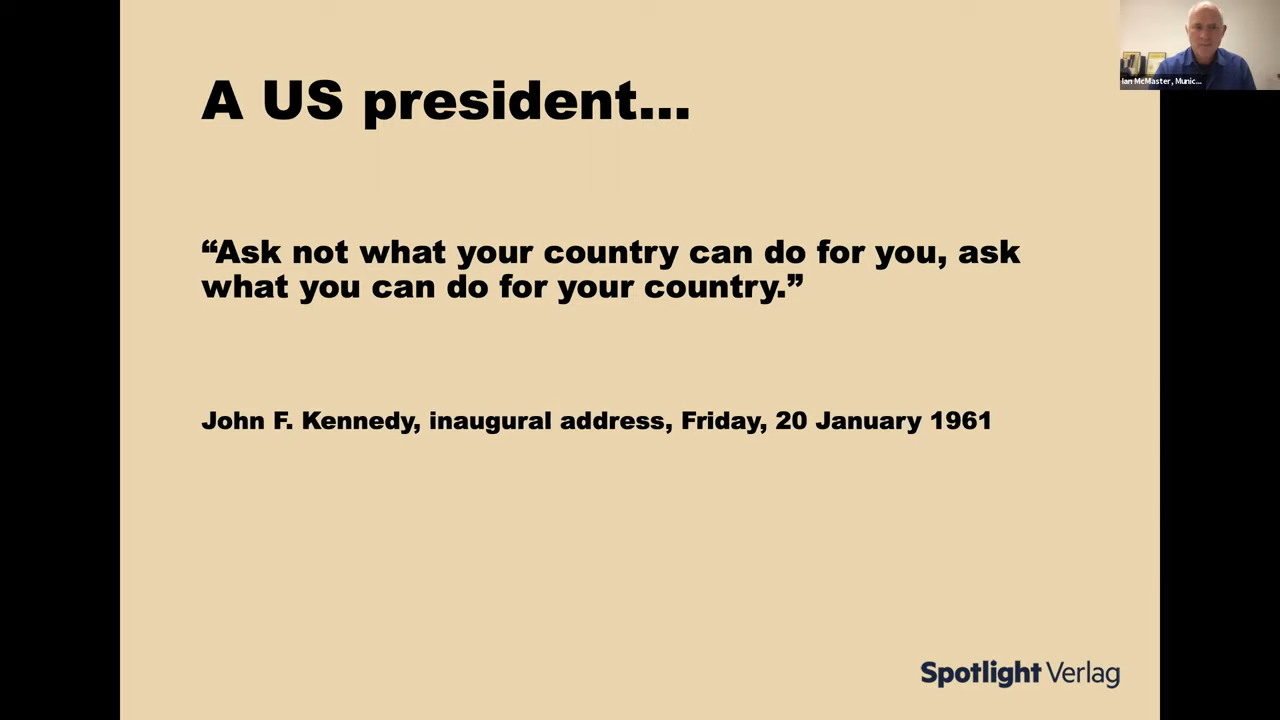 A US president...
Ian McMaster, Munic...
“Ask not what your country can do for you, ask
what you can do for your country.”
John F. Kennedy, inaugural address, Friday, 20 January 1961
Spotlight Verlag